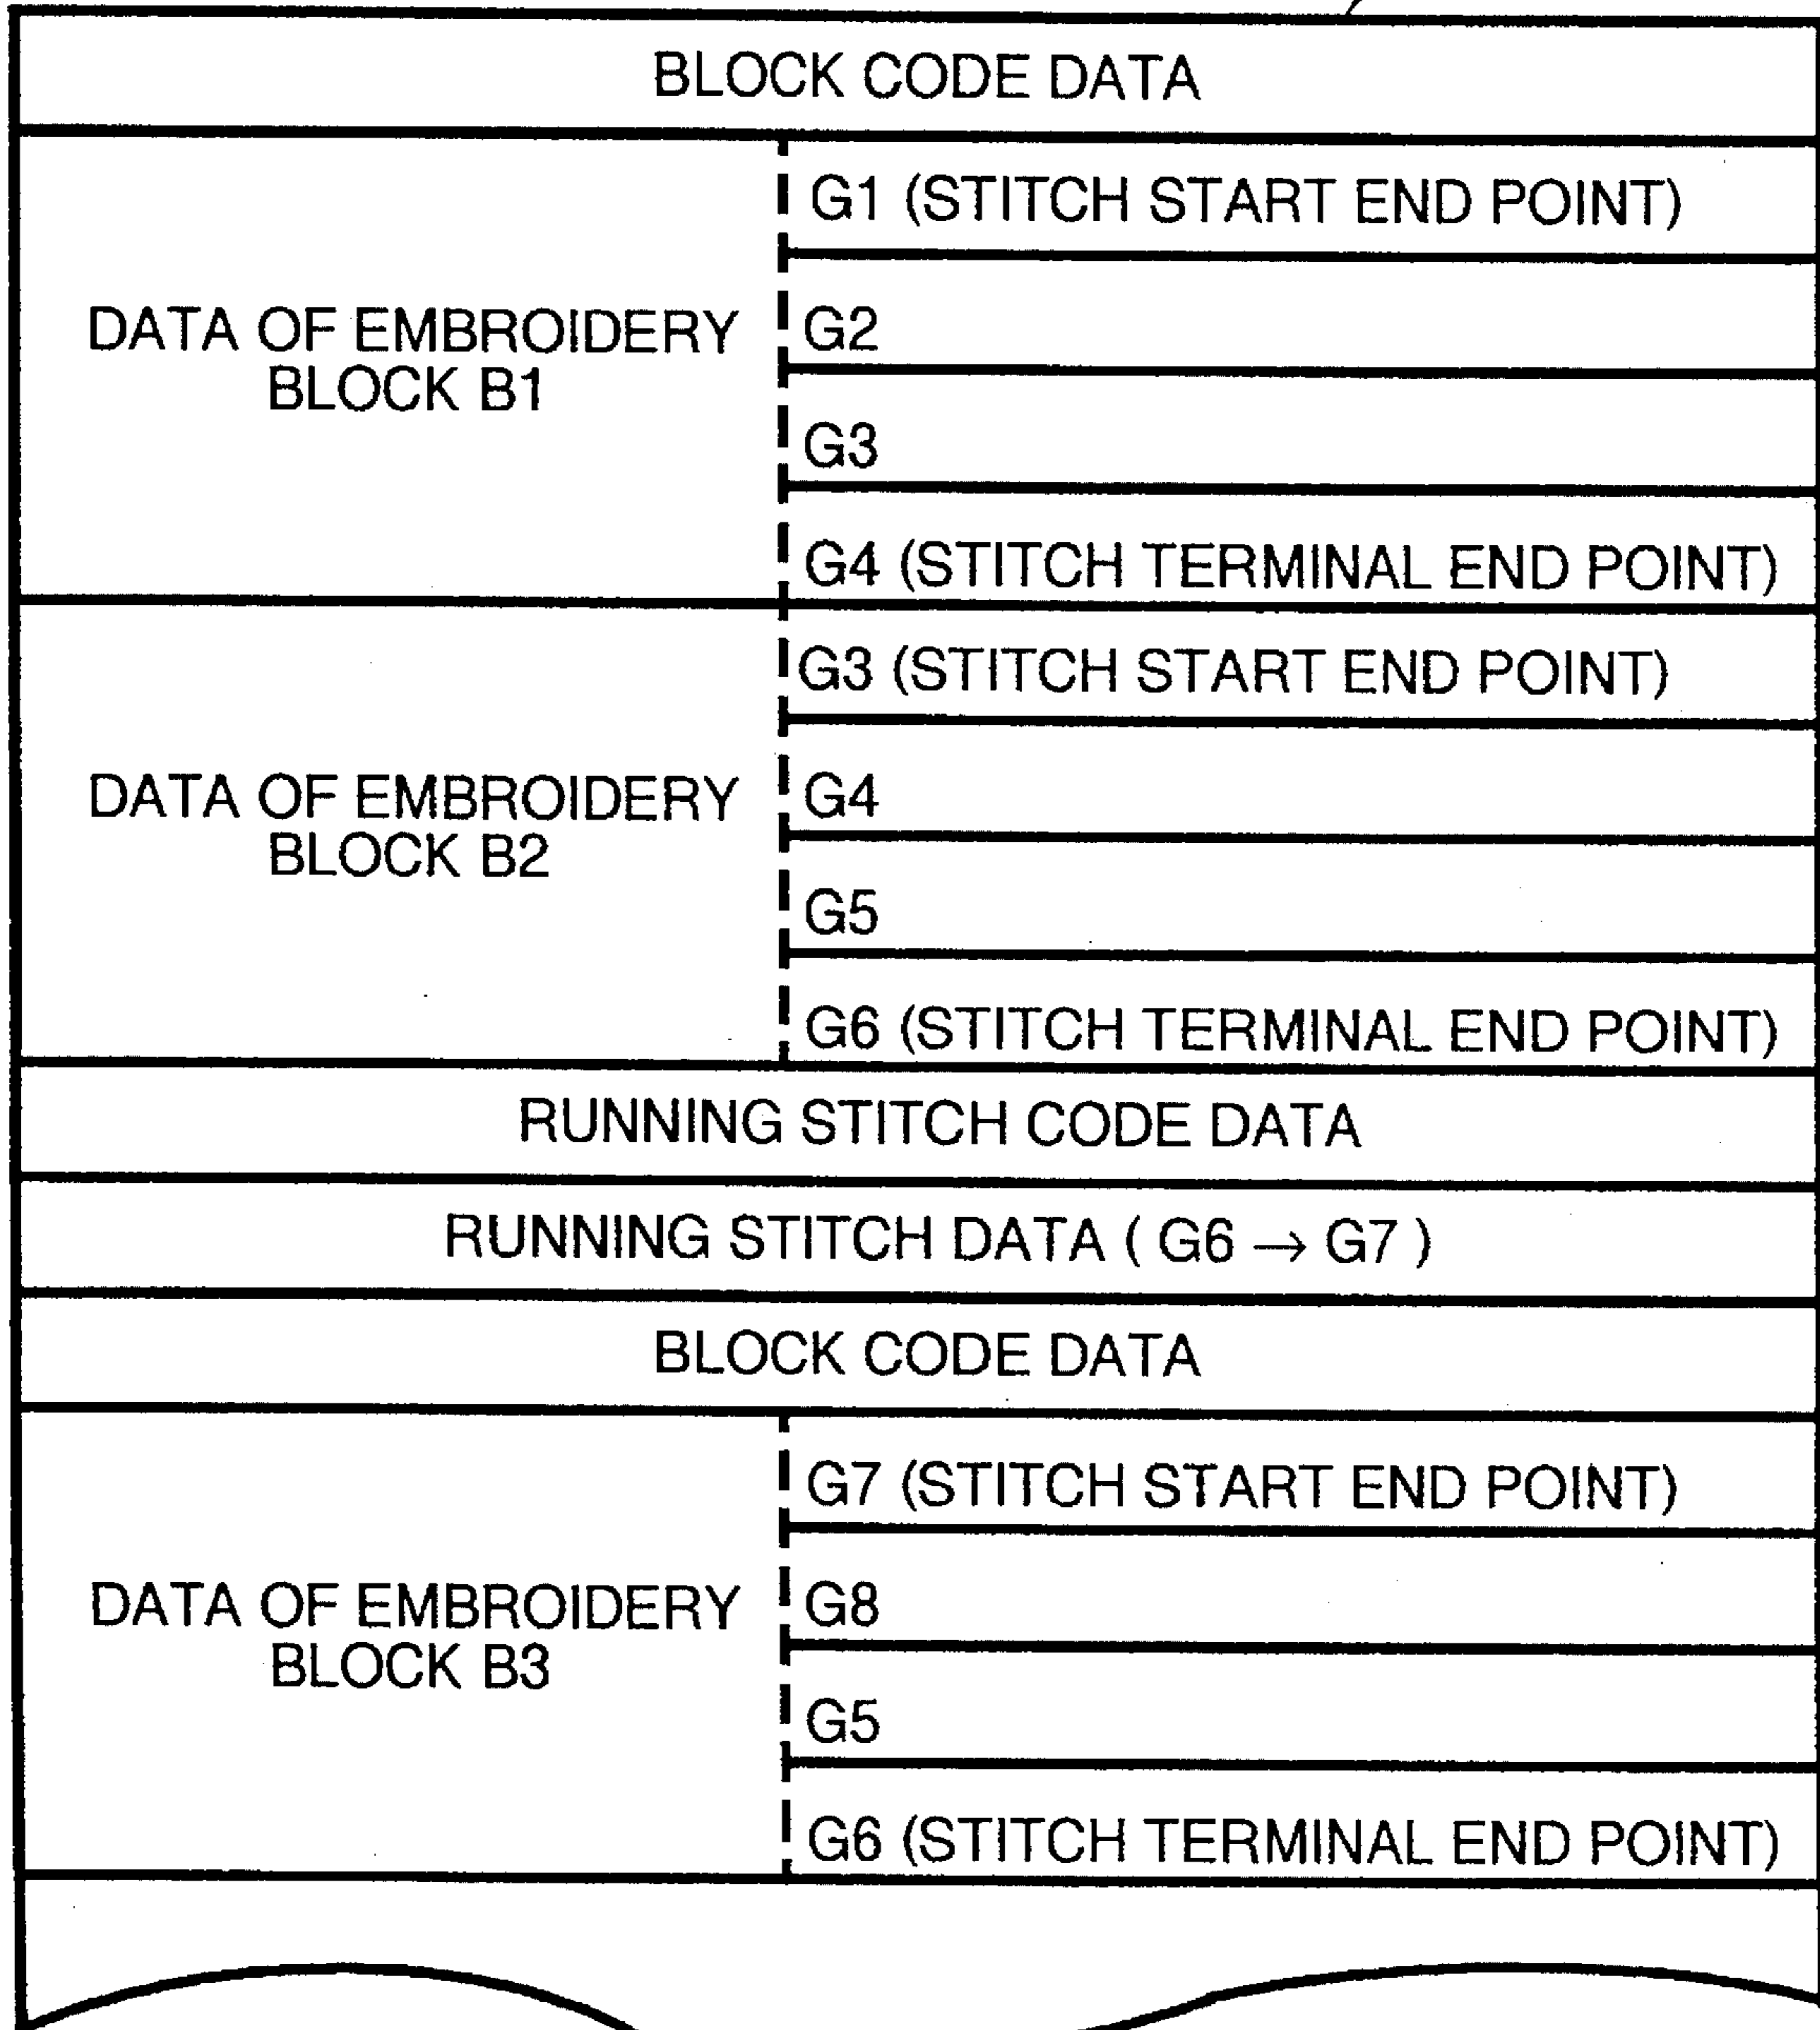 BLOCK CODE DATA
DATA OF EMBROIDERY
BLOCK B1
G1 (STITCH START END POINT)
G2
G3
G4 (STITCH TERMINAL END POINT)
DATA OF EMBROIDERY
BLOCK B2
G3 (STITCH START END POINT)
G4
G5
G6 (STITCH TERMINAL END POINT)
RUNNING STITCH CODE DATA
RUNNING STITCH DATA ( G6 → G7 )
BLOCK CODE DATA
DATA OF EMBROIDERY
BLOCK B3
G7 (STITCH START END POINT)
G8
G5
G6 (STITCH TERMINAL END POINT)